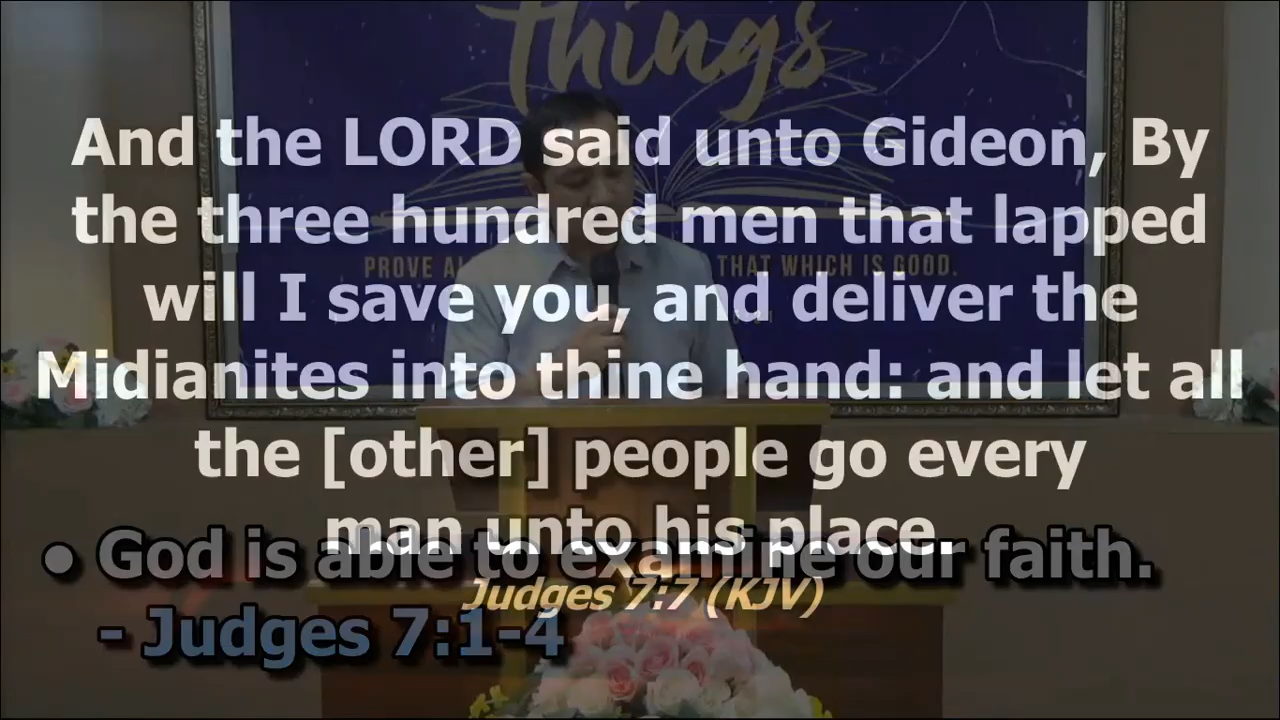 things
And the LORD said unto Gideon, By
the three hundred men that lapped
will I save you, and deliver the
Midianites into thine hand: and let all
the [other] people go every
man unto his place.
Judges 7:7 (KJV)
PROVE AL THAT WHICH IS GOOD.
• God is able to examine our faith.
- Judges 7:1-4